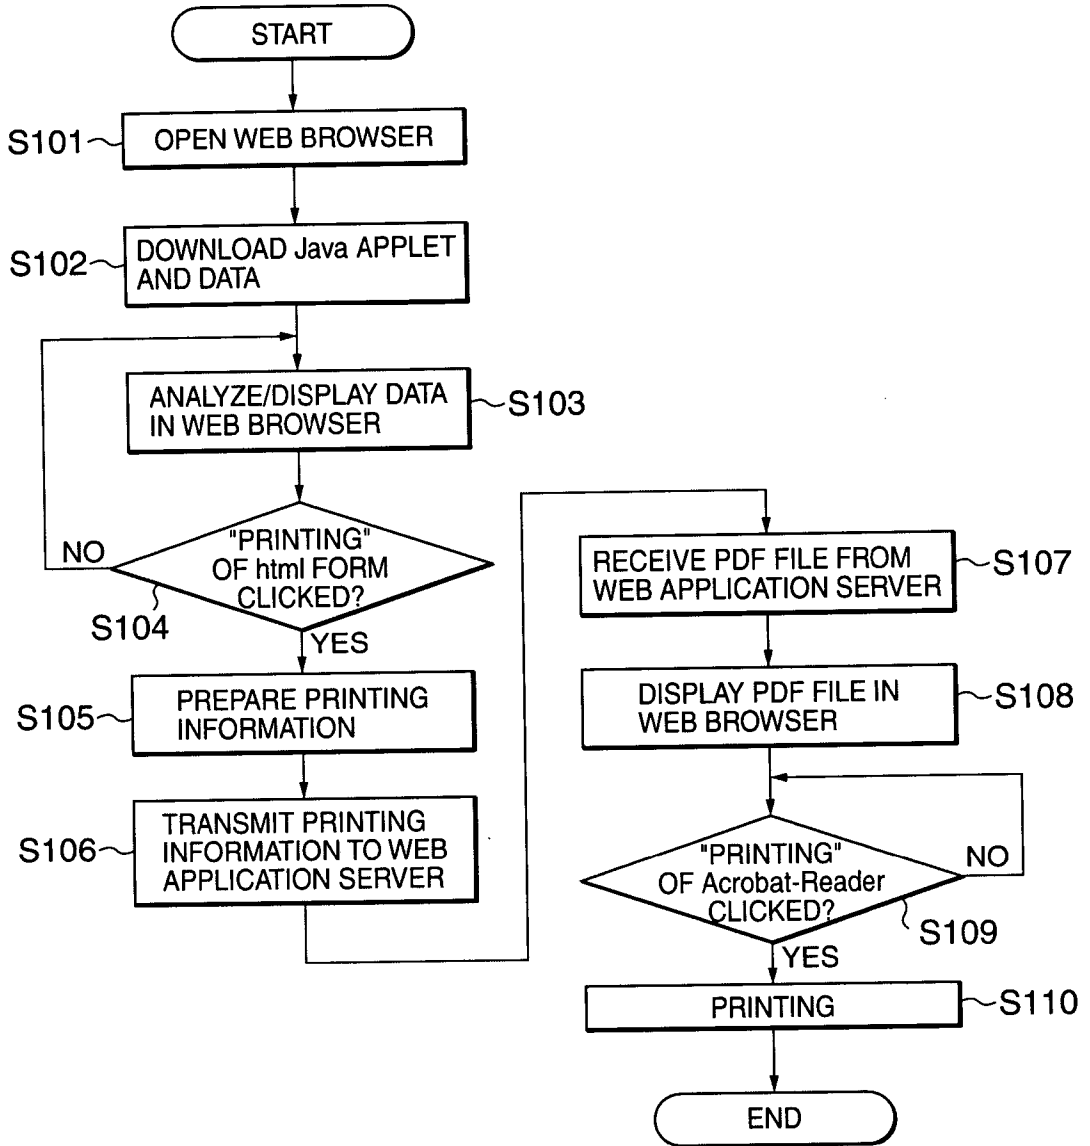 START
S101
OPEN WEB BROWSER
S102
DOWNLOAD Java APPLET
AND DATA
ANALYZE/DISPLAY DATA
IN WEB BROWSER
S103
NO
"PRINTING"
OF html FORM
CLICKED?
S104
YES
S105
PREPARE PRINTING
INFORMATION
S106
TRANSMIT PRINTING
INFORMATION TO WEB
APPLICATION SERVER
RECEIVE PDF FILE FROM
WEB APPLICATION SERVER
S107
DISPLAY PDF FILE IN
WEB BROWSER
S108
"PRINTING"
OF Acrobat-Reader
CLICKED?
NO
S109
YES
PRINTING
S110
END